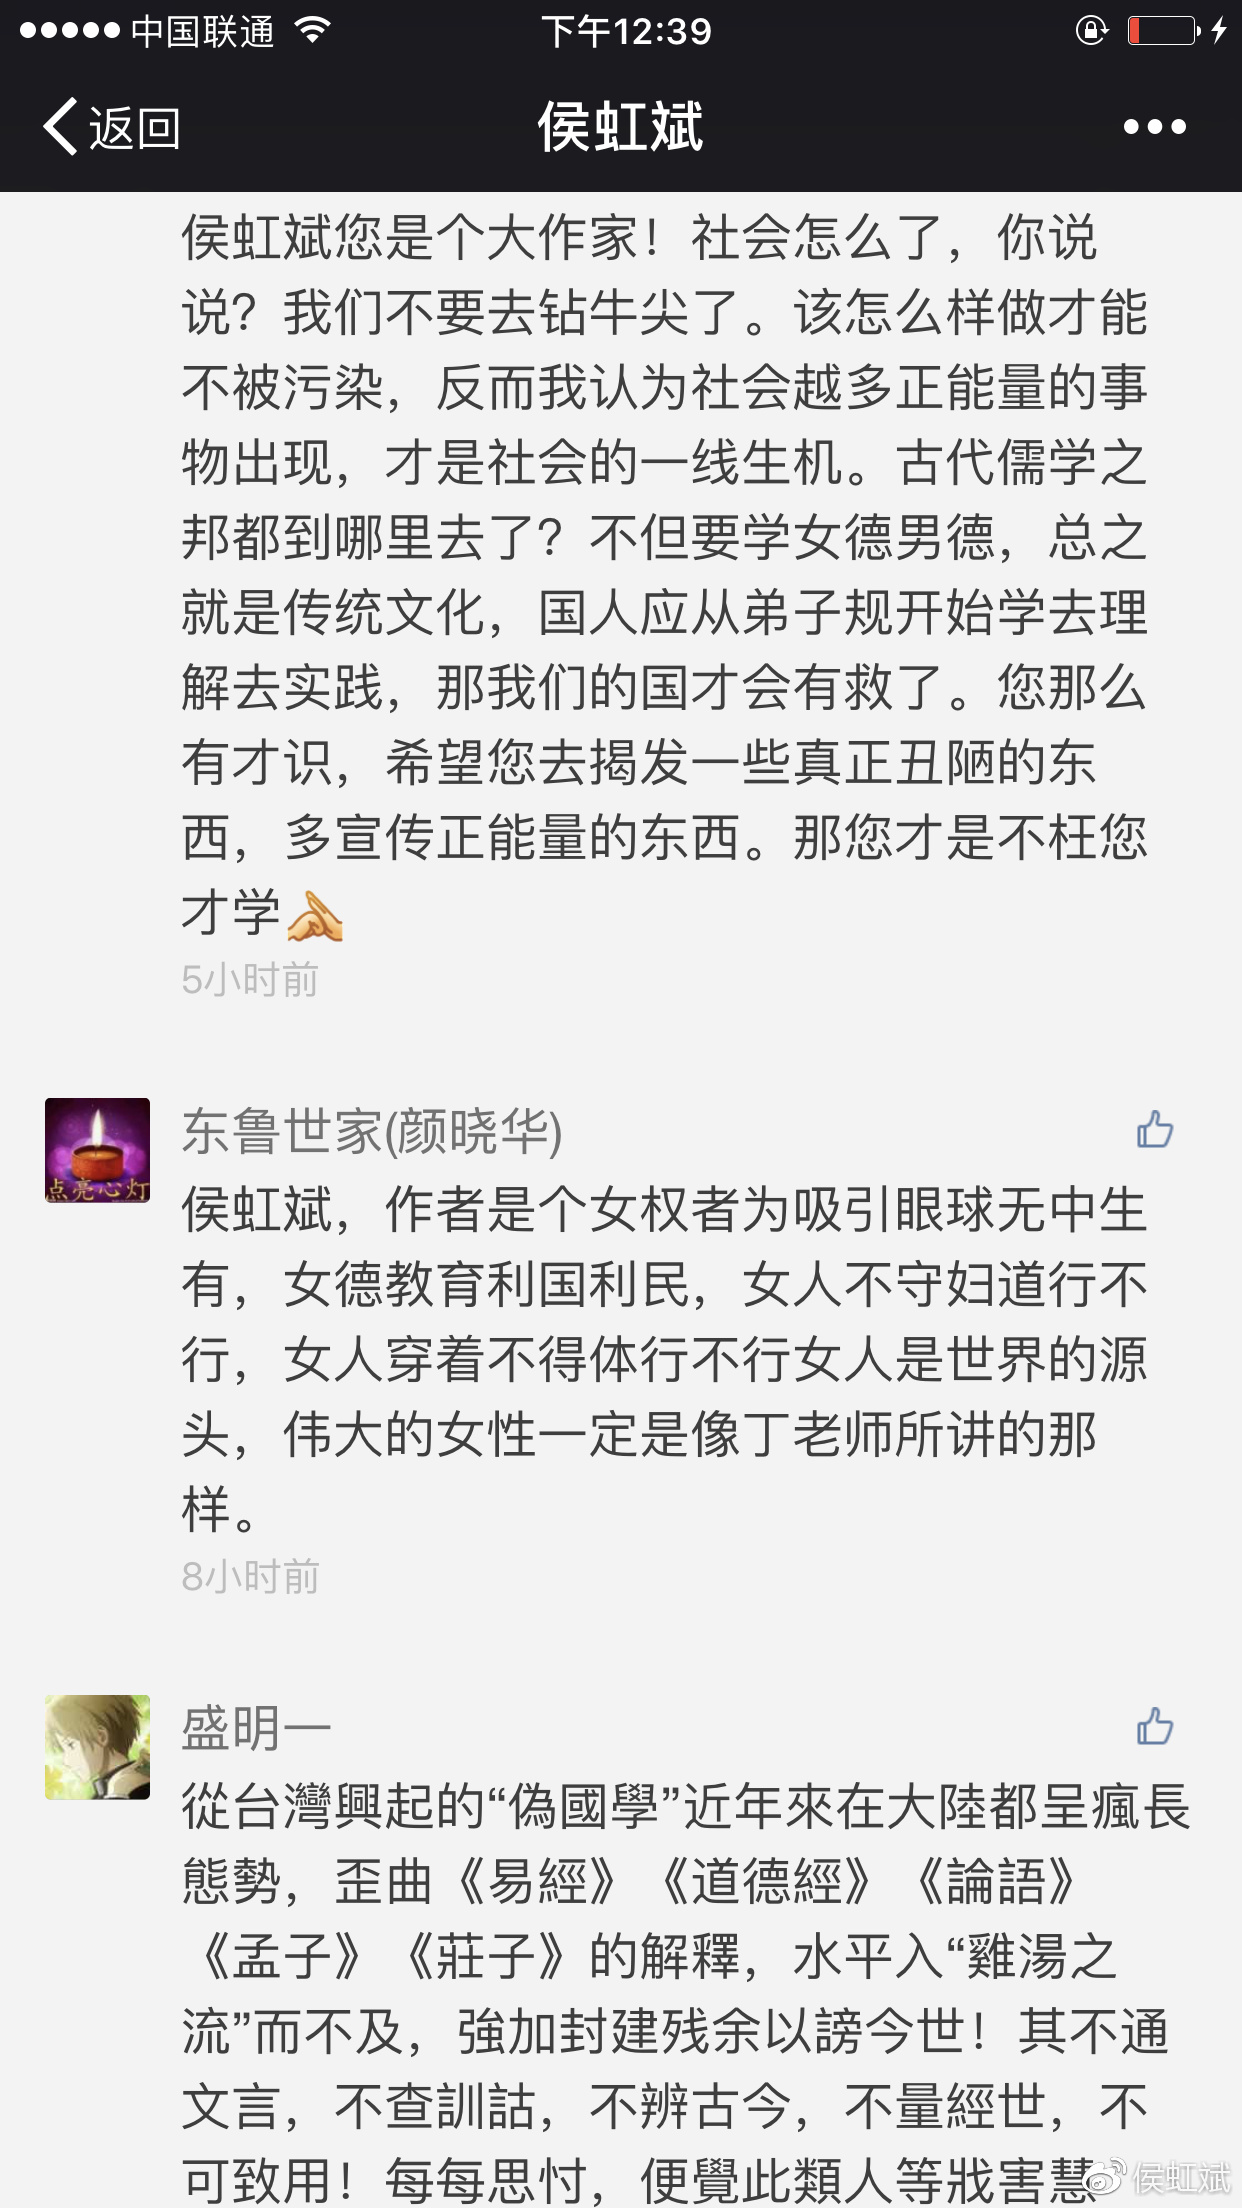 中国联通
下午12:39
返回
侯虹斌
侯虹斌您是个大作家！社会怎么了，你说
说？我们不要去钻牛尖了。该怎么样做才能
不被污染，反而我认为社会越多正能量的事
物出现，才是社会的一线生机。古代儒学之
邦都到哪里去了？不但要学女德男德，总之
就是传统文化，国人应从弟子规开始学去理
解去实践，那我们的国才会有救了。您那么
有才识，希望您去揭发一些真正丑陋的东
西，多宣传正能量的东西。那您才是不枉您
才学
5小时前
点亮心灯
东鲁世家(颜晓华)
侯虹斌，作者是个女权者为吸引眼球无中生
有，女德教育利国利民，女人不守妇道行不
行，女人穿着不得体行不行女人是世界的源
头，伟大的女性一定是像丁老师所讲的那
样。
8小时前
盛明一
從台灣興起的“偽國學”近年來在大陸都呈瘋長
態勢，歪曲《易經》《道德經》《論語》
《孟子》《莊子》的解釋，水平入“雞湯之
流”而不及，強加封建残余以謗今世！其不通
文言，不查訓詁，不辨古今，不量經世，不
可致用！每每思忖，便覺此類人等戕害慧
侯虹斌